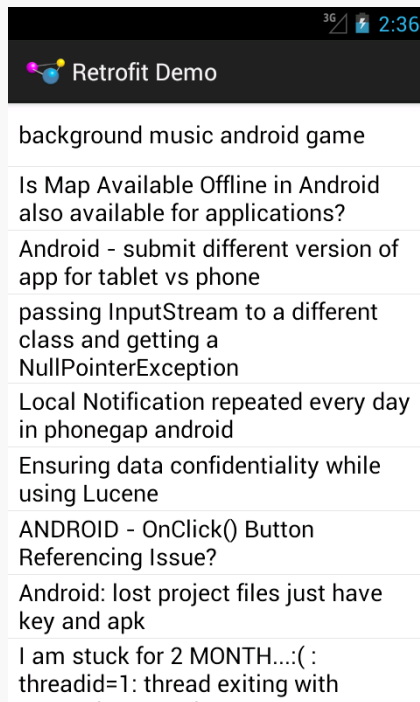 3G 2:36
Retrofit Demo
background music android game
Is Map Available Offline in Android
also available for applications?
Android - submit different version of
app for tablet vs phone
passing InputStream to a different
class and getting a
NullPointerException
Local Notification repeated every day
in phonegap android
Ensuring data confidentiality while
using Lucene
ANDROID - OnClick() Button
Referencing Issue?
Android: lost project files just have
key and apk
I am stuck for 2 MONTH...:( :
threadid=1: thread exiting with